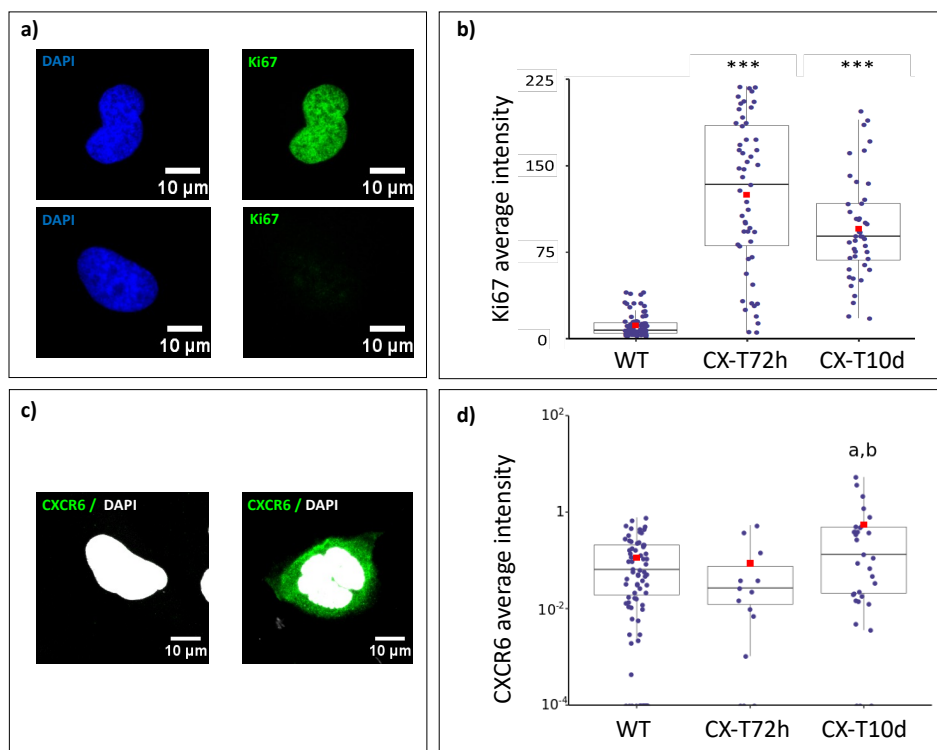 a)
DAPI
Ki67
10 µm
10 µm
DAPI
Ki67
10 µm
10 µm
b)
*** ***
225
150
75
0
Ki67 average intensity
WT CX-T72h CX-T10d
c)
CXCR6 / DAPI
CXCR6 / DAPI
10 µm
10 µm
d)
a,b
10²
1
10⁻²
10⁻⁴
CXCR6 average intensity
WT CX-T72h CX-T10d